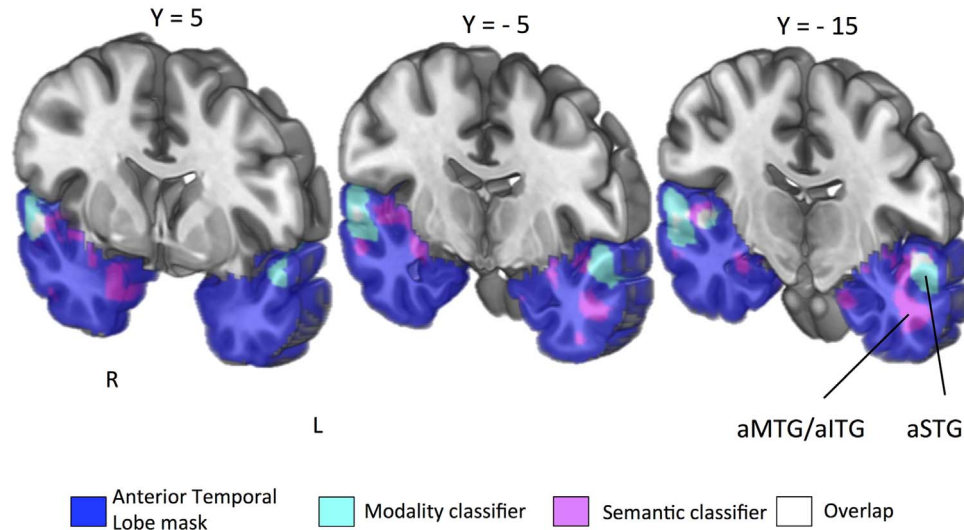 Y = 5
Y = - 5
Y = - 15
R
L
aMTG/aITG
aSTG
Anterior Temporal
Lobe mask
Modality classifier
Semantic classifier
Overlap